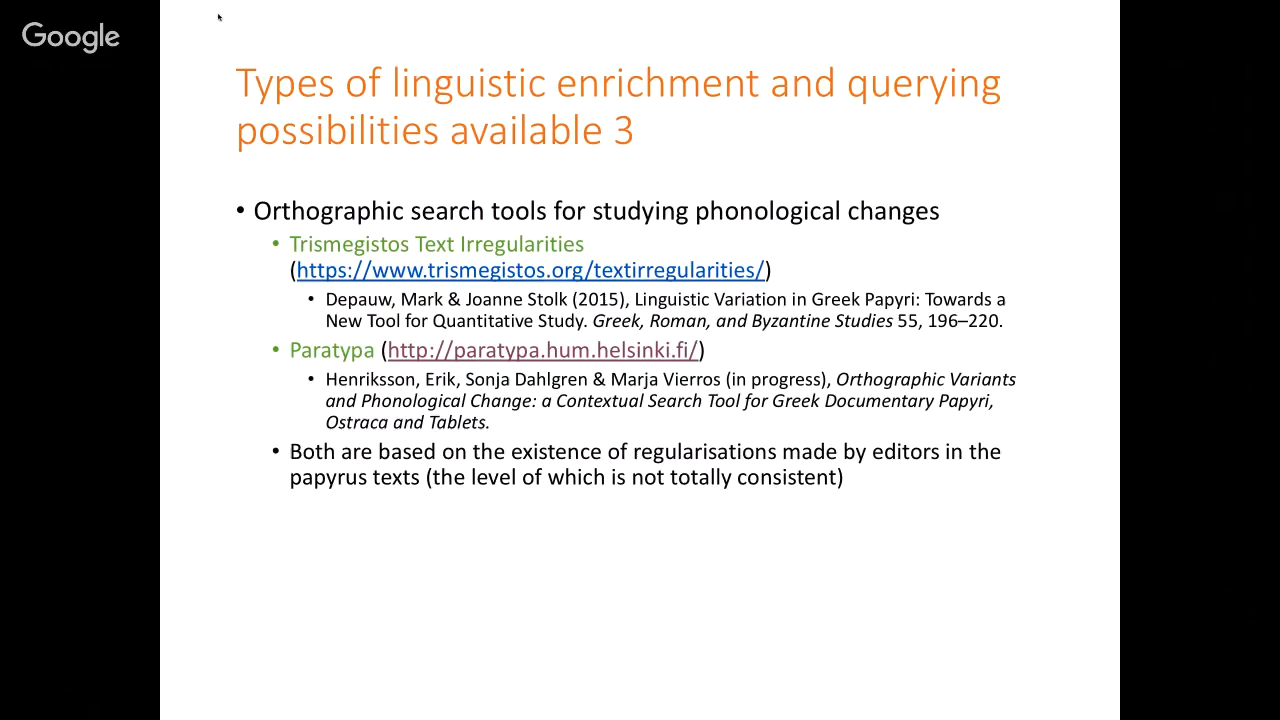 Google
Types of linguistic enrichment and querying
possibilities available 3
• Orthographic search tools for studying phonological changes
• Trismegistos Text Irregularities
(https://www.trismegistos.org/textirregularities/)
• Depauw, Mark & Joanne Stolk (2015), Linguistic Variation in Greek Papyri: Towards a
New Tool for Quantitative Study. Greek, Roman, and Byzantine Studies 55, 196–220.
• Paratypa (http://paratypa.hum.helsinki.fi/)
• Henriksson, Erik, Sonja Dahlgren & Marja Vierros (in progress), Orthographic Variants
and Phonological Change: a Contextual Search Tool for Greek Documentary Papyri,
Ostraca and Tablets.
• Both are based on the existence of regularisations made by editors in the
papyrus texts (the level of which is not totally consistent)